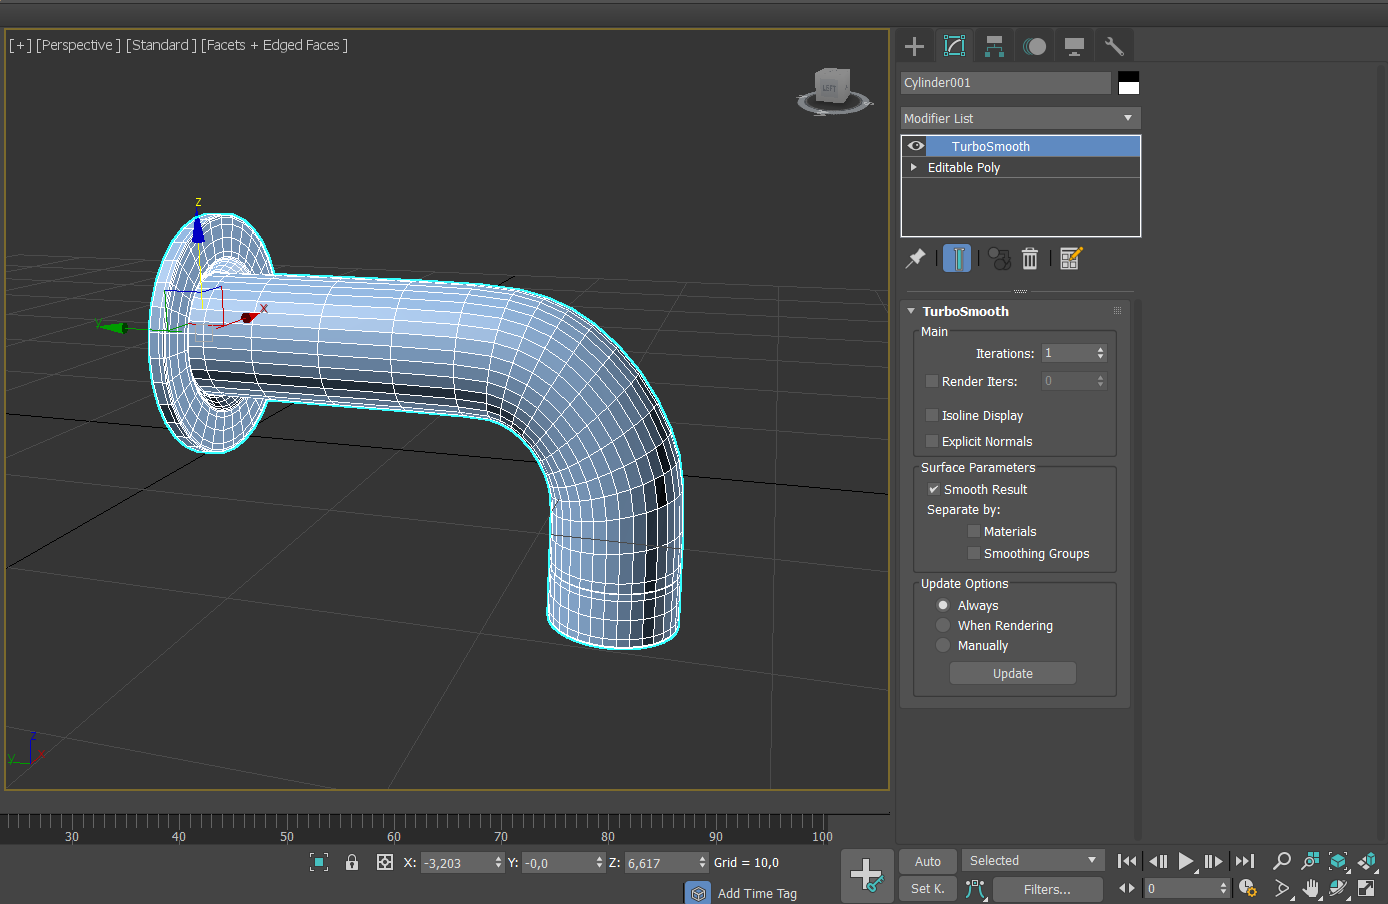 [ + ] [Perspective ] [Standard ] [Facets + Edged Faces ]
LEFT
z
x
y
z
x
y
30 40 50 60 70 80 90 100
X: -3,203 Y: -0,0 Z: 6,617 Grid = 10,0
Add Time Tag
Cylinder001
Modifier List
TurboSmooth
Editable Poly
TurboSmooth
Main
Iterations: 1
Render Iters: 0
Isoline Display
Explicit Normals
Surface Parameters
Smooth Result
Separate by:
Materials
Smoothing Groups
Update Options
Always
When Rendering
Manually
Update
Auto Selected
Set K. Filters... 0